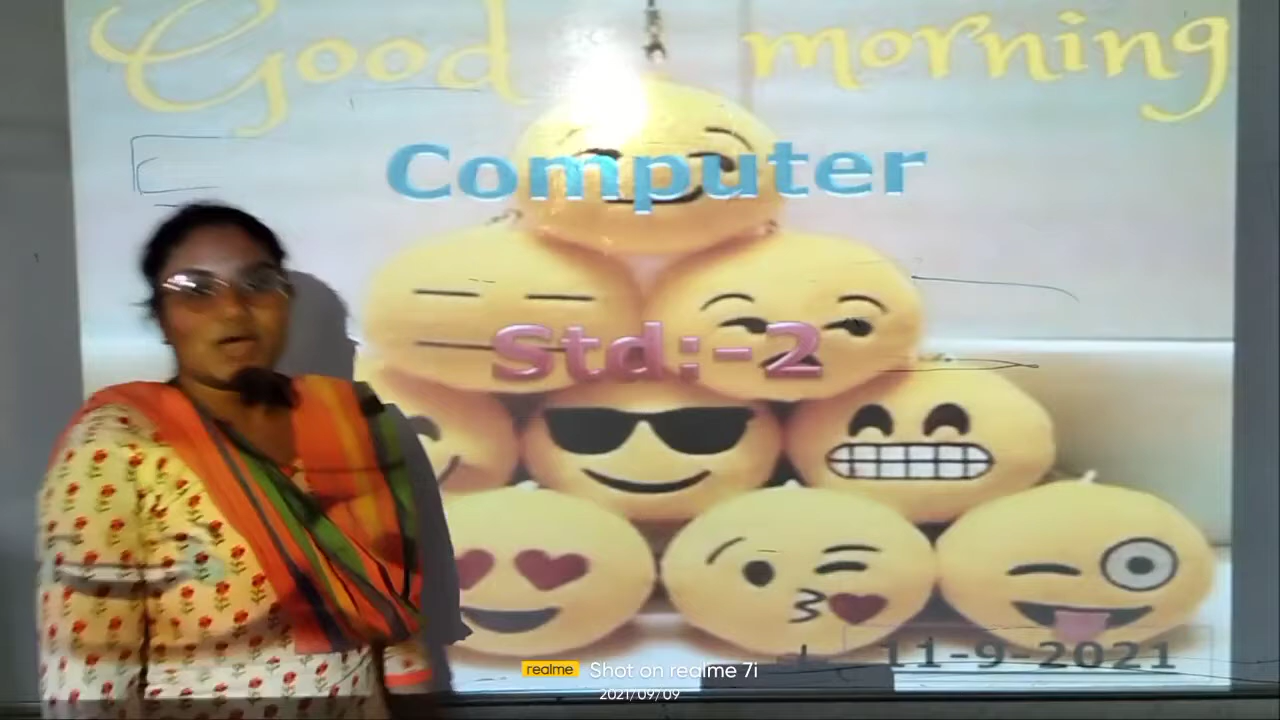 Good morning
Computer
Std:-2
11-9-2021
realme Shot on realme 7i
2021/09/09